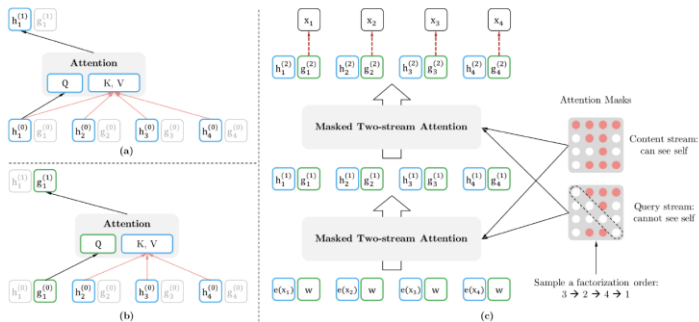 h₁⁽¹⁾ g₁⁽¹⁾
Attention
Q K, V
h₁⁽⁰⁾ g₁⁽⁰⁾ h₂⁽⁰⁾ g₂⁽⁰⁾ h₃⁽⁰⁾ g₃⁽⁰⁾ h₄⁽⁰⁾ g₄⁽⁰⁾
(a)
h₁⁽¹⁾ g₁⁽¹⁾
Attention
Q K, V
h₁⁽⁰⁾ g₁⁽⁰⁾ h₂⁽⁰⁾ g₂⁽⁰⁾ h₃⁽⁰⁾ g₃⁽⁰⁾ h₄⁽⁰⁾ g₄⁽⁰⁾
(b)
x₁ x₂ x₃ x₄
h₁⁽²⁾ g₁⁽²⁾ h₂⁽²⁾ g₂⁽²⁾ h₃⁽²⁾ g₃⁽²⁾ h₄⁽²⁾ g₄⁽²⁾
Masked Two-stream Attention
h₁⁽¹⁾ g₁⁽¹⁾ h₂⁽¹⁾ g₂⁽¹⁾ h₃⁽¹⁾ g₃⁽¹⁾ h₄⁽¹⁾ g₄⁽¹⁾
Masked Two-stream Attention
e(x₁) w e(x₂) w e(x₃) w e(x₄) w
(c)
Attention Masks
Content stream:
can see self
Query stream:
cannot see self
Sample a factorization order:
3 → 2 → 4 → 1